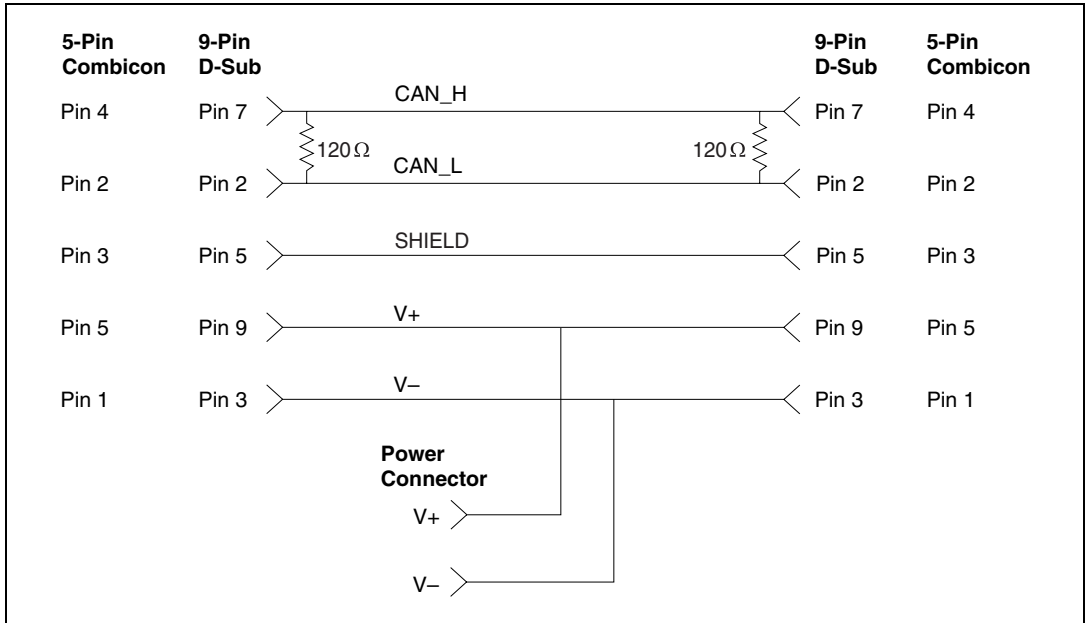 5-Pin Combicon 9-Pin D-Sub 9-Pin D-Sub 5-Pin Combicon
Pin 4 Pin 7 CAN_H Pin 7 Pin 4
120Ω 120Ω
Pin 2 Pin 2 CAN_L Pin 2 Pin 2
Pin 3 Pin 5 SHIELD Pin 5 Pin 3
Pin 5 Pin 9 V+ Pin 9 Pin 5
Pin 1 Pin 3 V– Pin 3 Pin 1
Power
Connector
V+
V–